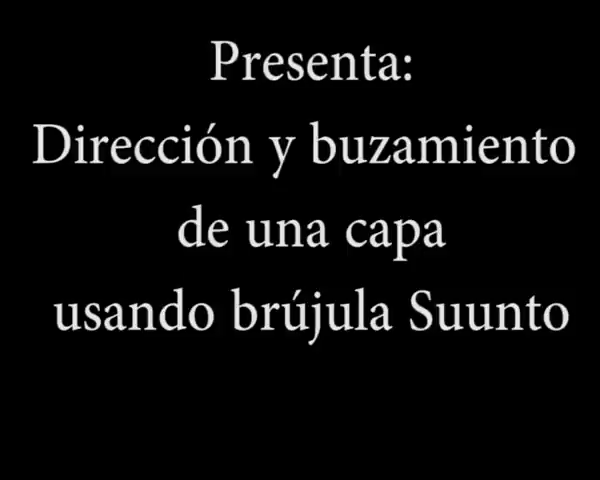 Presenta:
Dirección y buzamiento
de una capa
usando brújula Suunto